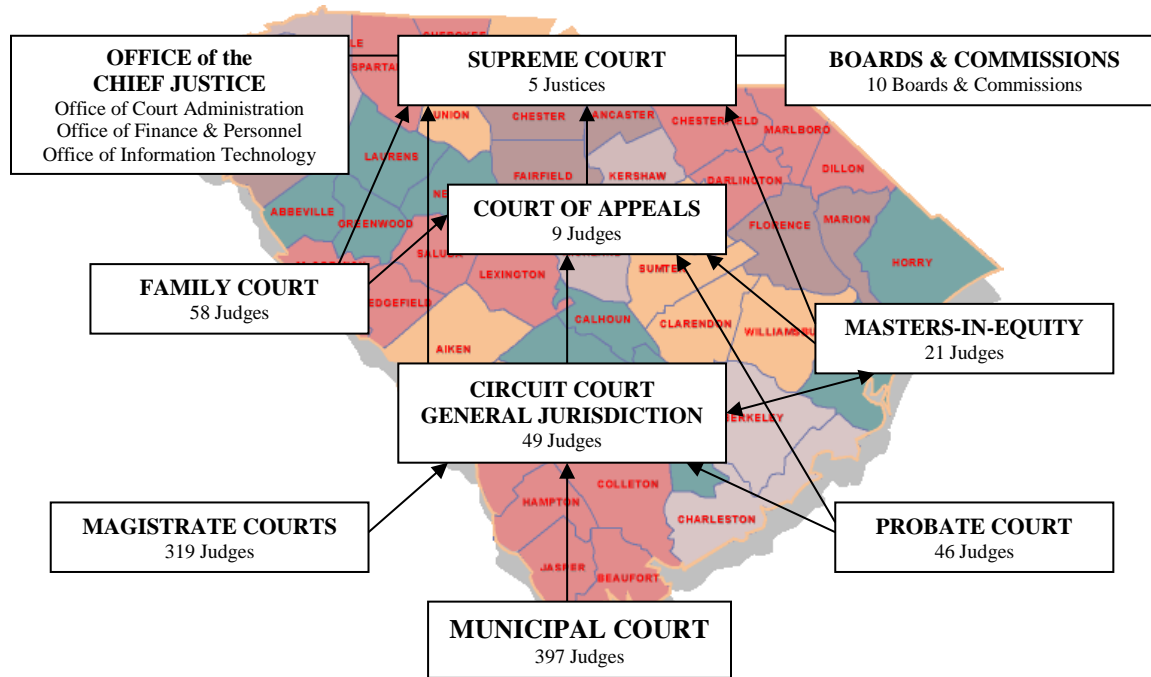 OFFICE of the
CHIEF JUSTICE
Office of Court Administration
Office of Finance & Personnel
Office of Information Technology
SUPREME COURT
5 Justices
BOARDS & COMMISSIONS
10 Boards & Commissions
UNION
CHESTER
CHESTERFIELD
MARLBORO
LAURENS
FAIRFIELD
KERSHAW
DARLINGTON
DILLON
ABBEVILLE
GREENWOOD
COURT OF APPEALS
9 Judges
FLORENCE
MARION
HORRY
SALUDA
LEXINGTON
SUMTER
FAMILY COURT
58 Judges
CALHOUN
CLARENDON
MASTERS-IN-EQUITY
21 Judges
AIKEN
CIRCUIT COURT
GENERAL JURISDICTION
49 Judges
MAGISTRATE COURTS
319 Judges
HAMPTON
COLLETON
CHARLESTON
PROBATE COURT
46 Judges
JASPER
BEAUFORT
MUNICIPAL COURT
397 Judges